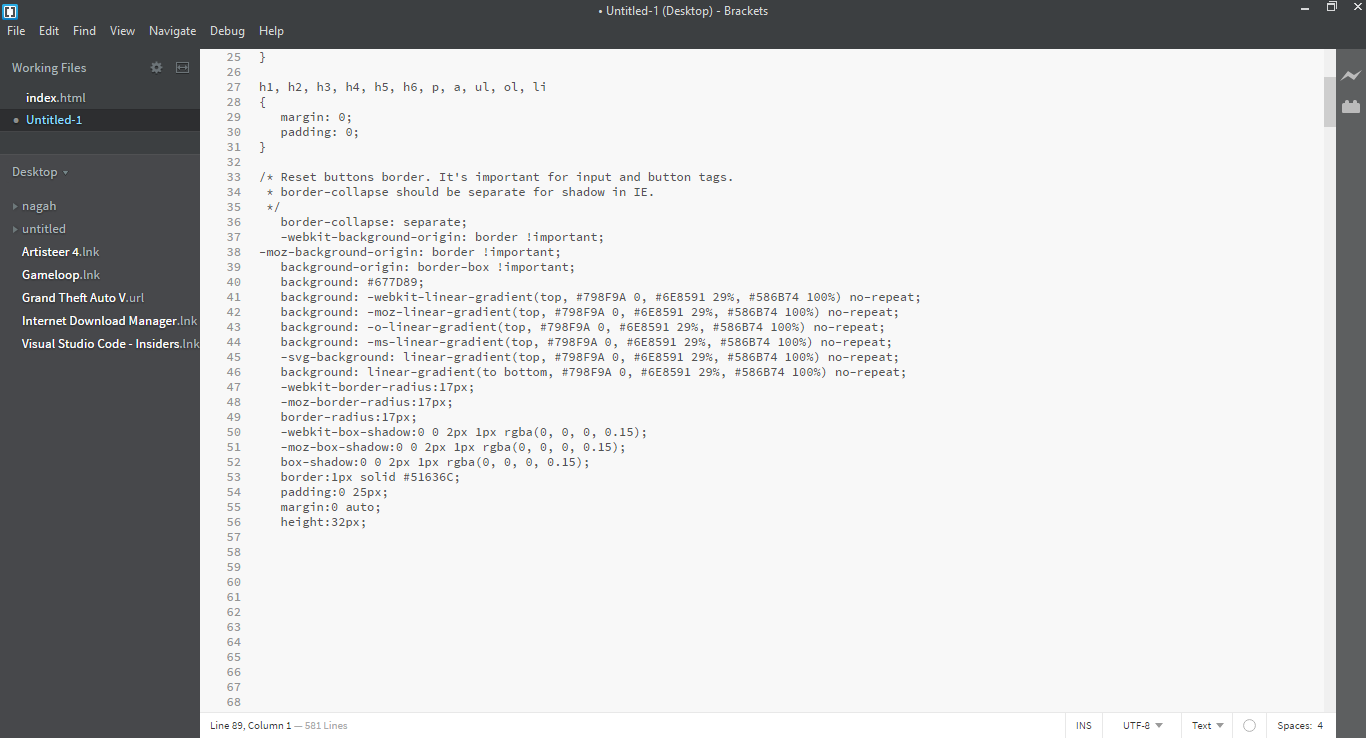 • Untitled-1 (Desktop) - Brackets
File Edit Find View Navigate Debug Help
Working Files
index.html
• Untitled-1
Desktop
nagah
untitled
Artisteer 4.lnk
Gameloop.lnk
Grand Theft Auto V.url
Internet Download Manager.lnk
Visual Studio Code - Insiders.lnk
25 }
26
27 h1, h2, h3, h4, h5, h6, p, a, ul, ol, li
28 {
29    margin: 0;
30    padding: 0;
31 }
32
33 /* Reset buttons border. It's important for input and button tags.
34  * border-collapse should be separate for shadow in IE.
35  */
36    border-collapse: separate;
37    -webkit-background-origin: border !important;
38 -moz-background-origin: border !important;
39    background-origin: border-box !important;
40    background: #677D89;
41    background: -webkit-linear-gradient(top, #798F9A 0, #6E8591 29%, #586B74 100%) no-repeat;
42    background: -moz-linear-gradient(top, #798F9A 0, #6E8591 29%, #586B74 100%) no-repeat;
43    background: -o-linear-gradient(top, #798F9A 0, #6E8591 29%, #586B74 100%) no-repeat;
44    background: -ms-linear-gradient(top, #798F9A 0, #6E8591 29%, #586B74 100%) no-repeat;
45    -svg-background: linear-gradient(top, #798F9A 0, #6E8591 29%, #586B74 100%) no-repeat;
46    background: linear-gradient(to bottom, #798F9A 0, #6E8591 29%, #586B74 100%) no-repeat;
47    -webkit-border-radius:17px;
48    -moz-border-radius:17px;
49    border-radius:17px;
50    -webkit-box-shadow:0 0 2px 1px rgba(0, 0, 0, 0.15);
51    -moz-box-shadow:0 0 2px 1px rgba(0, 0, 0, 0.15);
52    box-shadow:0 0 2px 1px rgba(0, 0, 0, 0.15);
53    border:1px solid #51636C;
54    padding:0 25px;
55    margin:0 auto;
56    height:32px;
57
58
59
60
61
62
63
64
65
66
67
68
Line 89, Column 1 — 581 Lines
INS UTF-8 Text Spaces: 4